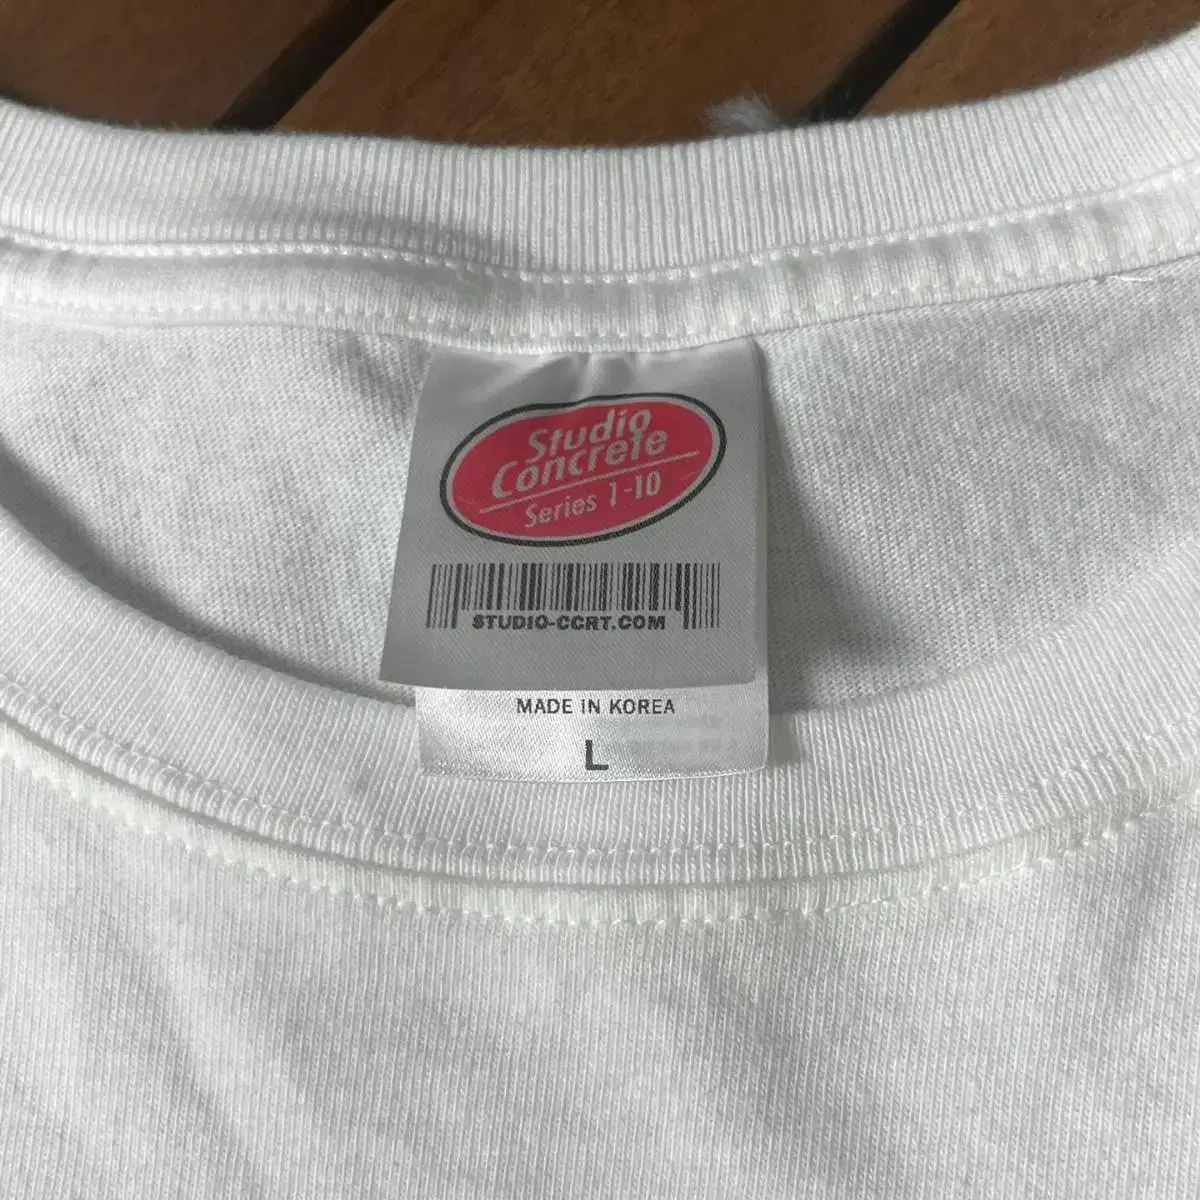 Studio
Concrete
Series 1-10
STUDIO-CCRT.COM
MADE IN KOREA
L